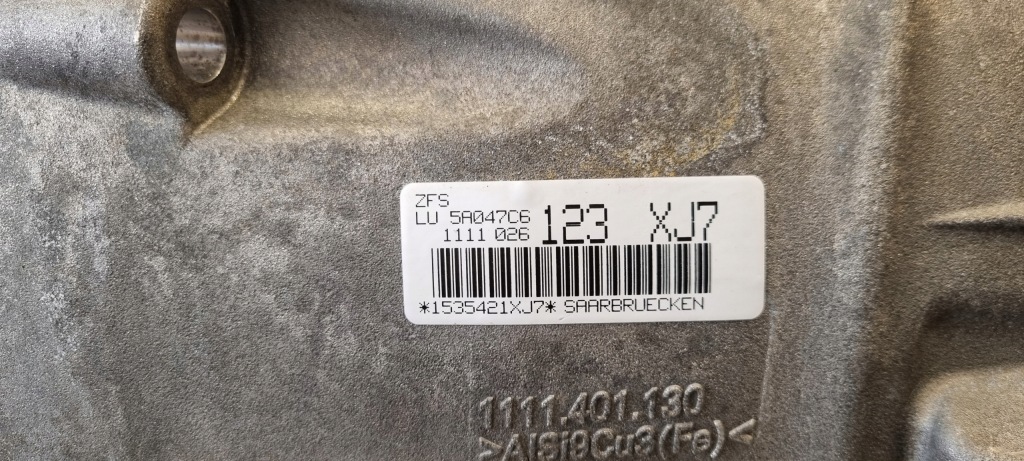 ZFS
LU 5A047C6
1111 026 123 XJ7
*1535421XJ7* SAARBRUECKEN
1111.401.130
>AlSi9Cu3(Fe)<